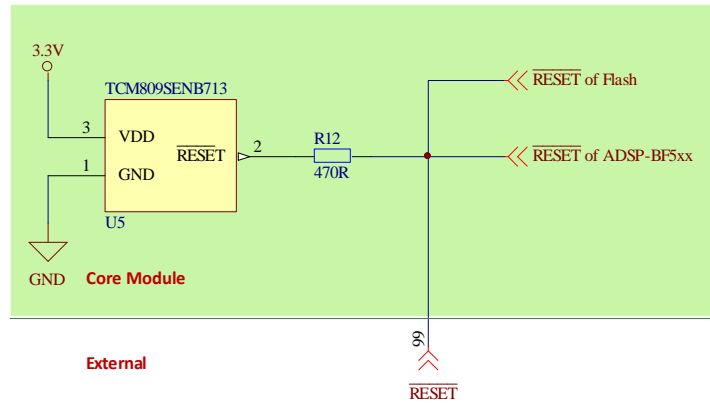 3.3V
TCM809SENB713
3 VDD
RESET 2
1 GND
U5
R12
470R
RESET of Flash
RESET of ADSP-BF5xx
GND
Core Module
99
External
RESET